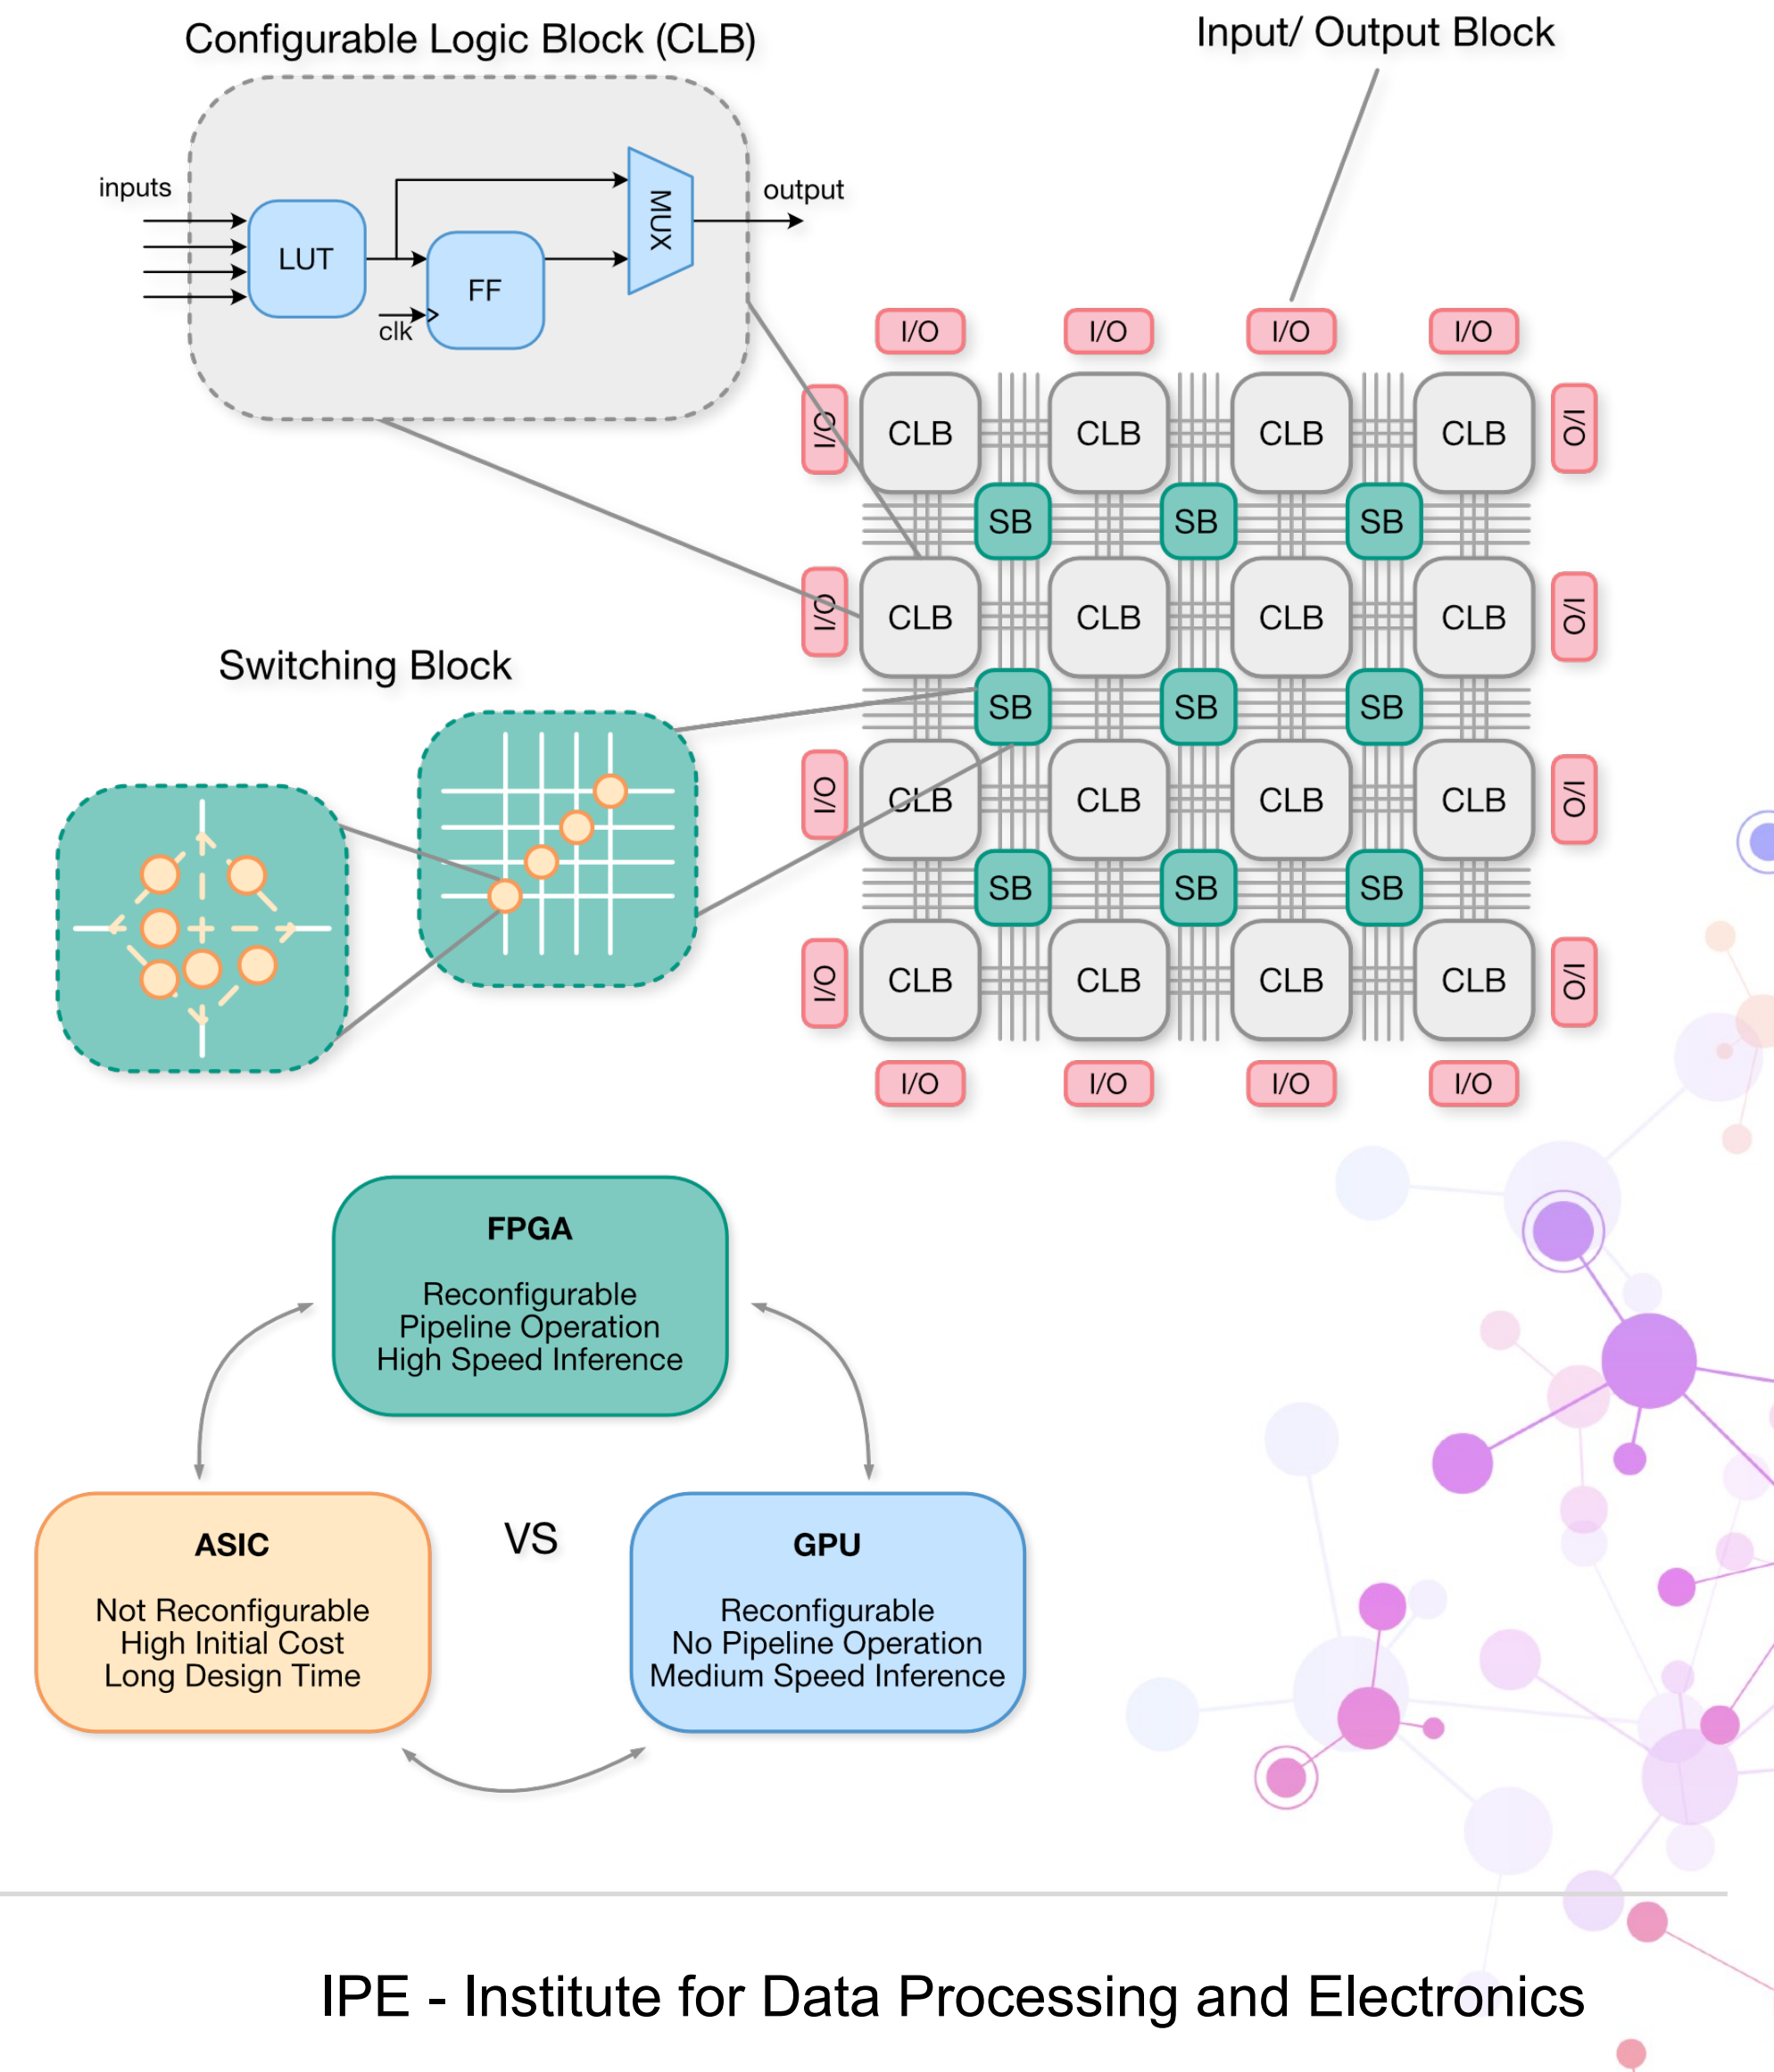 Configurable Logic Block (CLB)
Input/ Output Block
inputs
LUT
FF
clk
MUX
output
I/O I/O I/O I/O
I/O CLB CLB CLB CLB I/O
SB SB SB
I/O CLB CLB CLB CLB I/O
Switching Block
SB SB SB
I/O CLB CLB CLB CLB I/O
SB SB SB
I/O CLB CLB CLB CLB I/O
I/O I/O I/O I/O
FPGA
Reconfigurable
Pipeline Operation
High Speed Inference
VS
ASIC
Not Reconfigurable
High Initial Cost
Long Design Time
GPU
Reconfigurable
No Pipeline Operation
Medium Speed Inference
IPE - Institute for Data Processing and Electronics